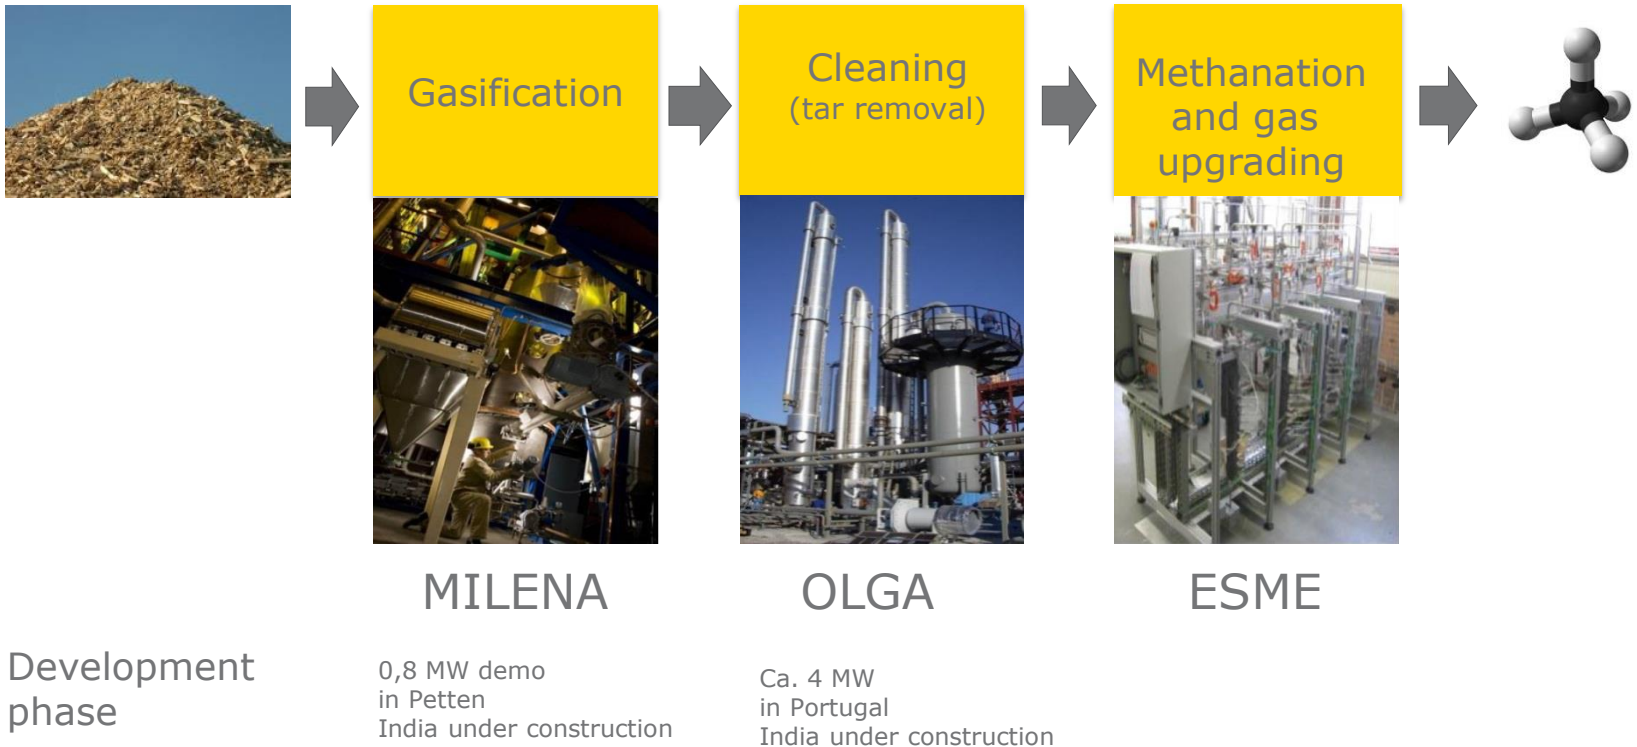 Gasification
Cleaning
(tar removal)
Methanation
and gas
upgrading
MILENA
OLGA
ESME
Development
phase
0,8 MW demo
in Petten
India under construction
Ca. 4 MW
in Portugal
India under construction